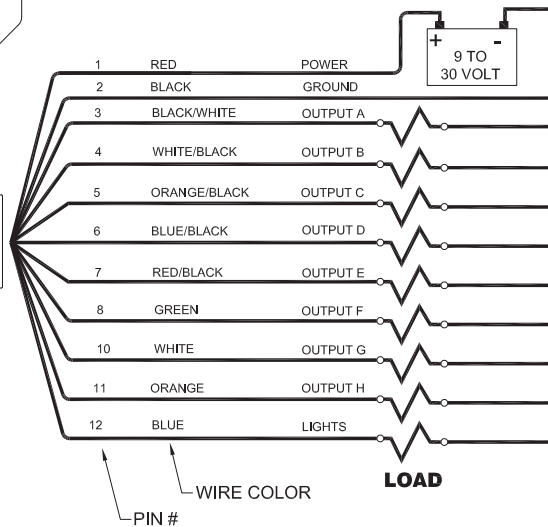 + -
9 TO
30 VOLT
1 RED POWER
2 BLACK GROUND
3 BLACK/WHITE OUTPUT A
4 WHITE/BLACK OUTPUT B
5 ORANGE/BLACK OUTPUT C
6 BLUE/BLACK OUTPUT D
7 RED/BLACK OUTPUT E
8 GREEN OUTPUT F
10 WHITE OUTPUT G
11 ORANGE OUTPUT H
12 BLUE LIGHTS
LOAD
WIRE COLOR
PIN #